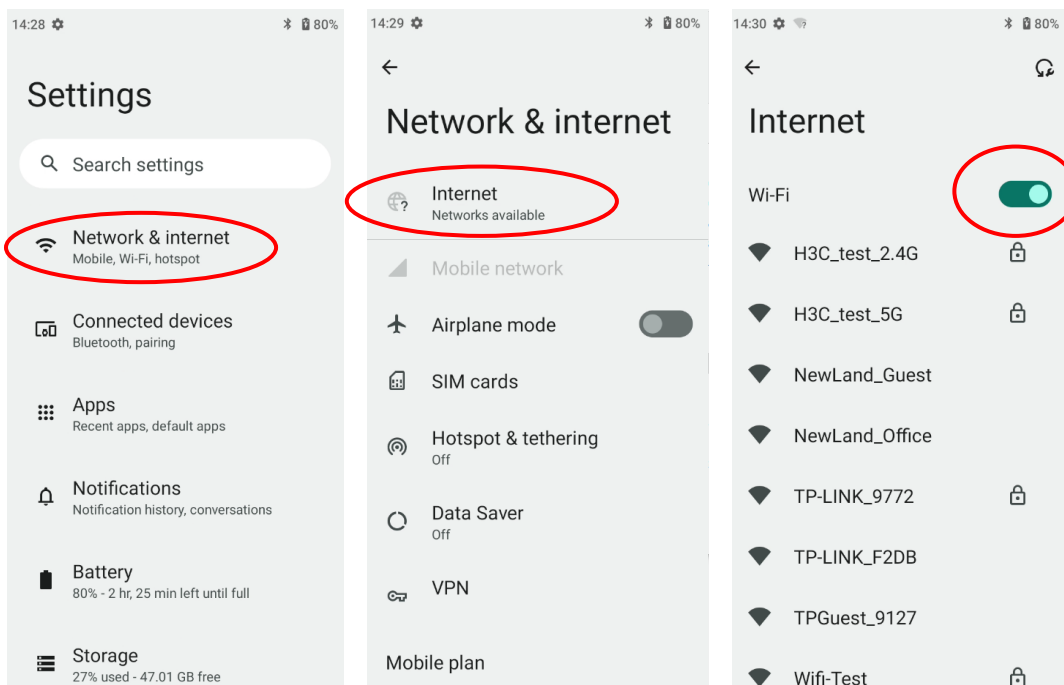 14:28 80%
Settings
Search settings
Network & internet
Mobile, Wi-Fi, hotspot
Connected devices
Bluetooth, pairing
Apps
Recent apps, default apps
Notifications
Notification history, conversations
Battery
80% - 2 hr, 25 min left until full
Storage
27% used - 47.01 GB free
14:29 80%
Network & internet
Internet
Networks available
Mobile network
Airplane mode
SIM cards
Hotspot & tethering
Off
Data Saver
Off
VPN
Mobile plan
14:30 80%
Internet
Wi-Fi
H3C_test_2.4G
H3C_test_5G
NewLand_Guest
NewLand_Office
TP-LINK_9772
TP-LINK_F2DB
TPGuest_9127
Wifi-Test